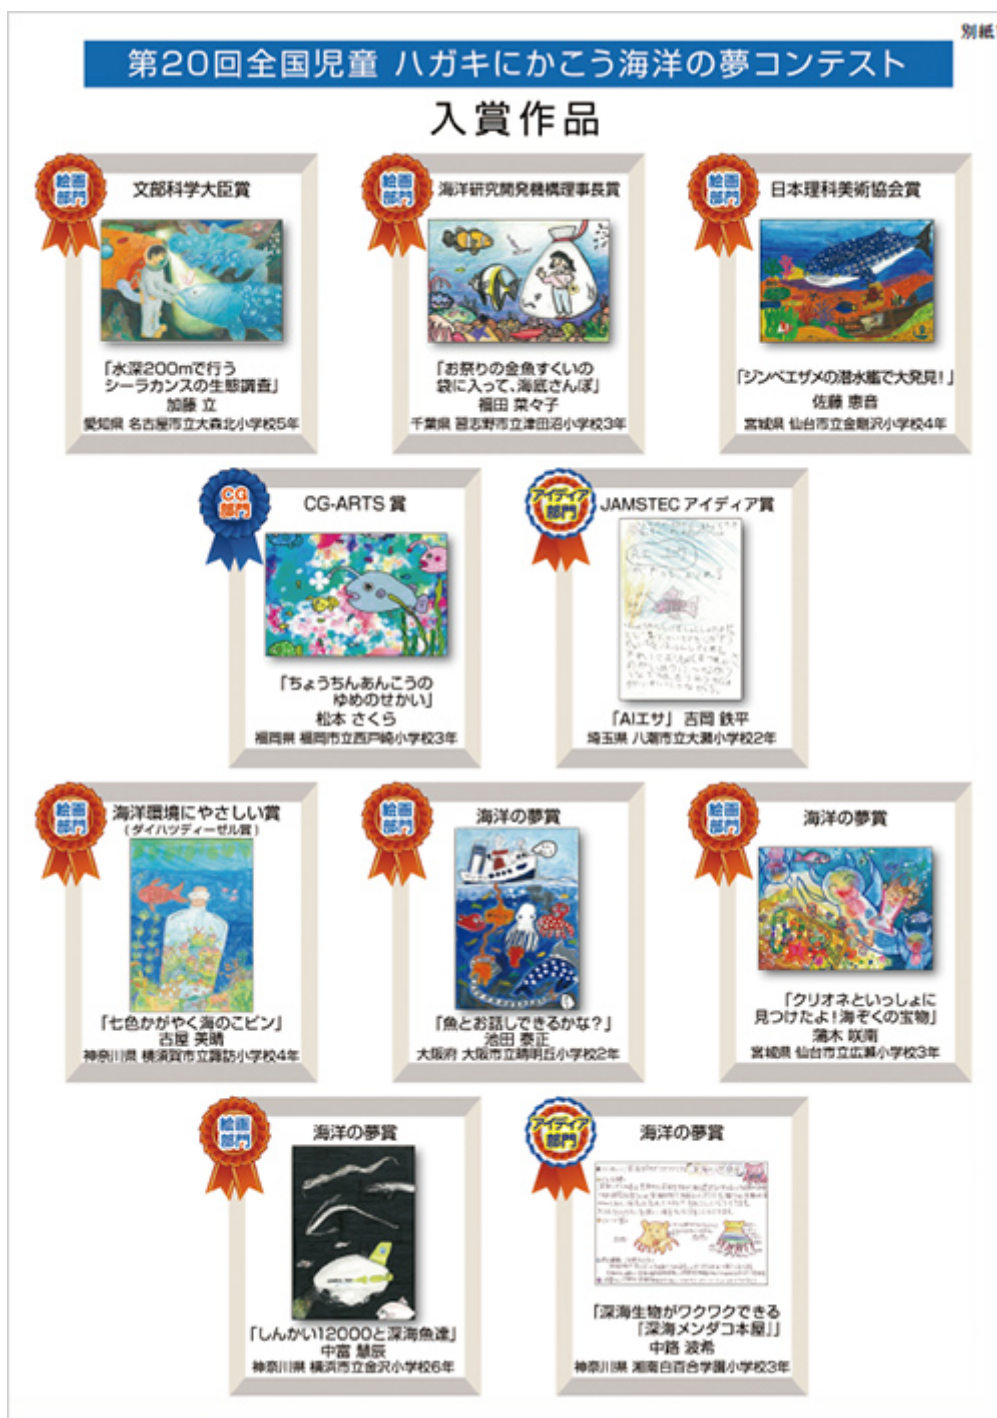 別紙
第20回全国児童 ハガキにかこう海洋の夢コンテスト
入賞作品
絵画部門
文部科学大臣賞
「水深200mで行う
シーラカンスの生態調査」
加藤 立
愛知県 名古屋市立大森北小学校5年
絵画部門
海洋研究開発機構理事長賞
「お祭りの金魚すくいの
袋に入って、海底さんぽ」
福田 菜々子
千葉県 習志野市立津田沼小学校3年
絵画部門
日本理科美術協会賞
「ジンベエザメの潜水艦で大発見！」
佐藤 恵音
宮城県 仙台市立金剛沢小学校4年
CG部門
CG-ARTS 賞
「ちょうちんあんこうの
ゆめのせかい」
松本 さくら
福岡県 福岡市立西戸崎小学校3年
アイディア部門
JAMSTEC アイディア賞
「AIエサ」 吉岡 鉄平
埼玉県 八潮市立大瀬小学校2年
絵画部門
海洋環境にやさしい賞
(ダイハツディーゼル賞)
「七色かがやく海のこビン」
古屋 美晴
神奈川県 横須賀市立諏訪小学校4年
絵画部門
海洋の夢賞
「魚とお話しできるかな？」
池田 泰正
大阪府 大阪市立晴明丘小学校2年
絵画部門
海洋の夢賞
「クリオネといっしょに
見つけたよ！海ぞくの宝物」
蒲木 咲南
宮城県 仙台市立広瀬小学校3年
絵画部門
海洋の夢賞
「しんかい12000と深海魚達」
中富 慧辰
神奈川県 横浜市立金沢小学校6年
アイディア部門
海洋の夢賞
「深海生物がワクワクできる
「深海メンダコ本屋」」
中路 波希
神奈川県 湘南白百合学園小学校3年